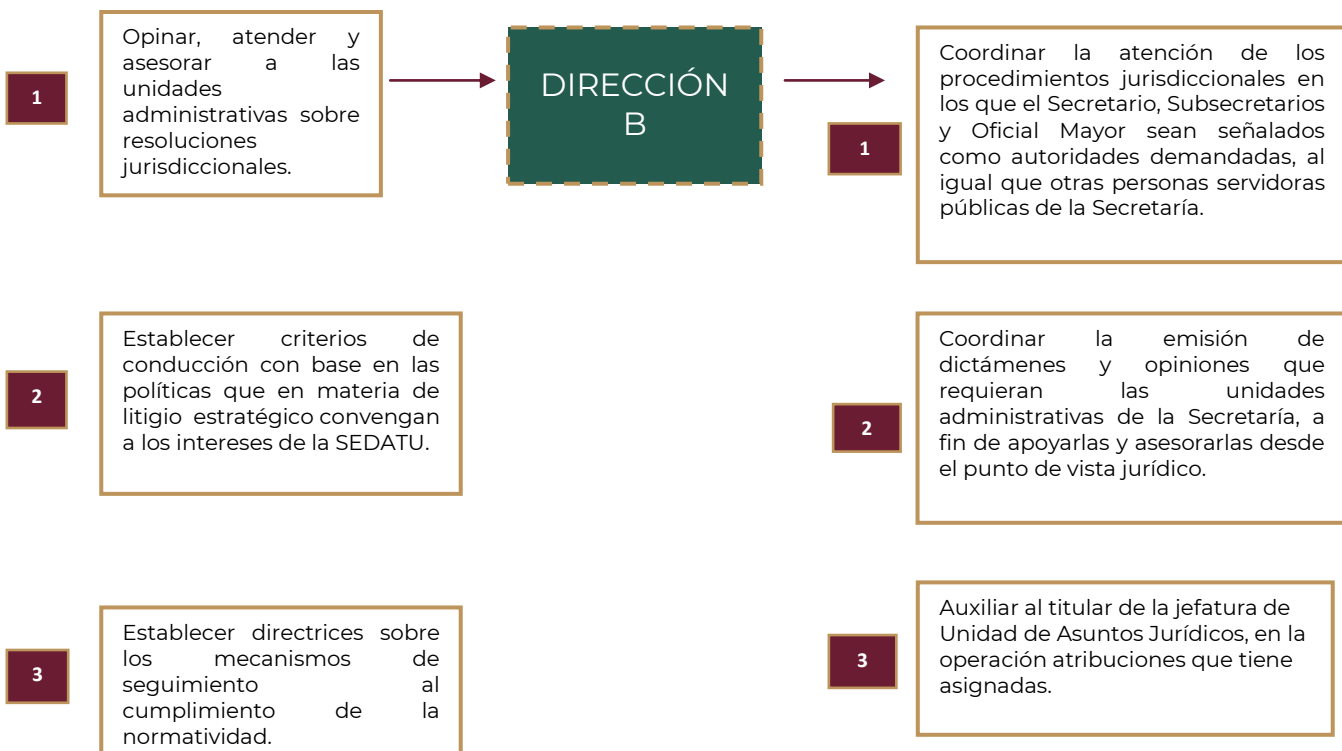 1
Opinar, atender y
asesorar a las
unidades
administrativas sobre
resoluciones
jurisdiccionales.
DIRECCIÓN
B
1
Coordinar la atención de los
procedimientos jurisdiccionales en
los que el Secretario, Subsecretarios
y Oficial Mayor sean señalados
como autoridades demandadas, al
igual que otras personas servidoras
públicas de la Secretaría.
2
Establecer criterios de
conducción con base en las
políticas que en materia de
litigio estratégico convengan
a los intereses de la SEDATU.
2
Coordinar la emisión de
dictámenes y opiniones que
requieran las unidades
administrativas de la Secretaría, a
fin de apoyarlas y asesorarlas desde
el punto de vista jurídico.
3
Establecer directrices sobre
los mecanismos de
seguimiento al
cumplimiento de la
normatividad.
3
Auxiliar al titular de la jefatura de
Unidad de Asuntos Jurídicos, en la
operación atribuciones que tiene
asignadas.